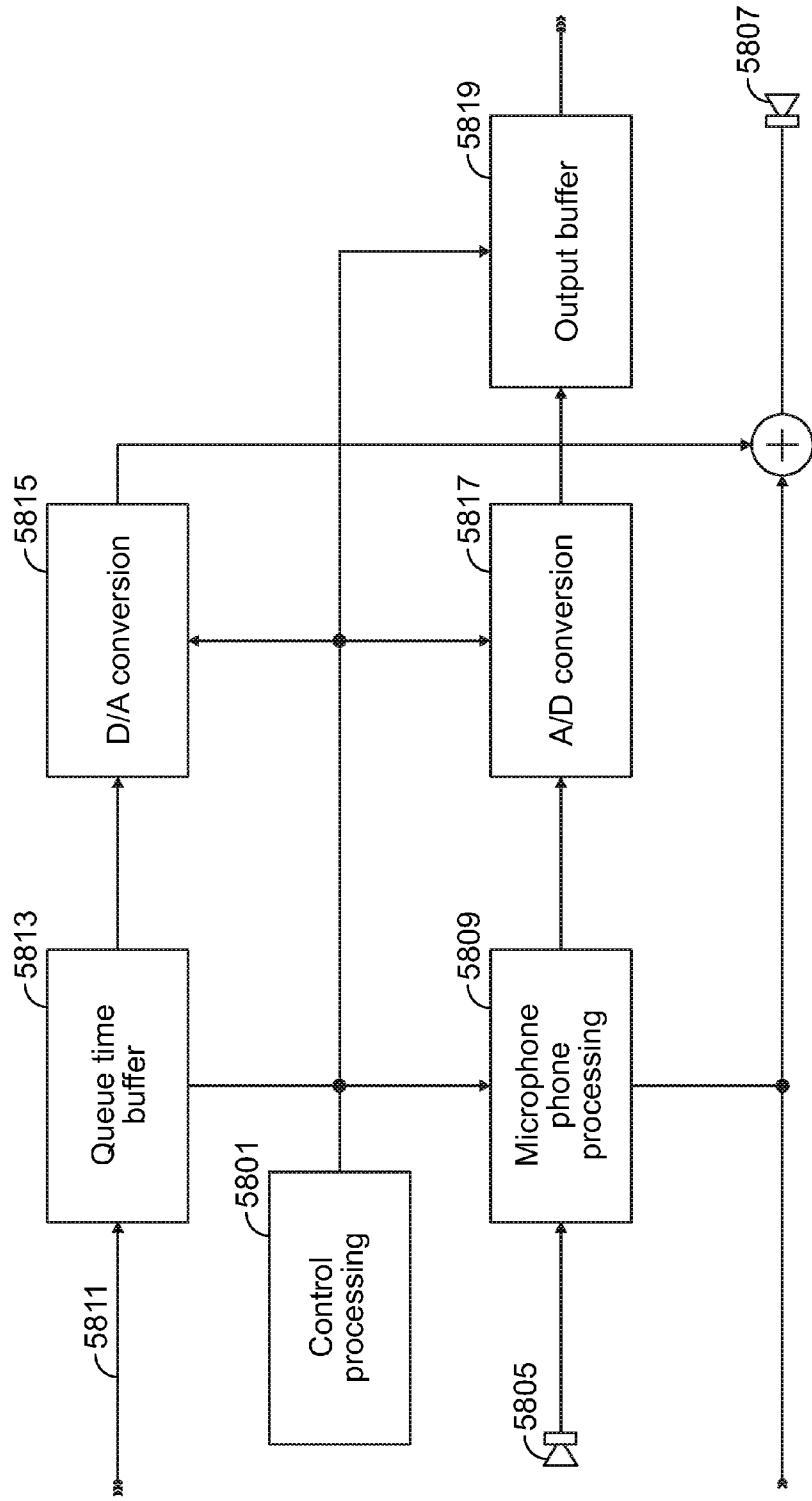 5811
5813
Queue time
buffer
5815
D/A conversion
5801
Control
processing
5819
Output buffer
5805
5809
Microphone
phone
processing
5817
A/D conversion
+
5807